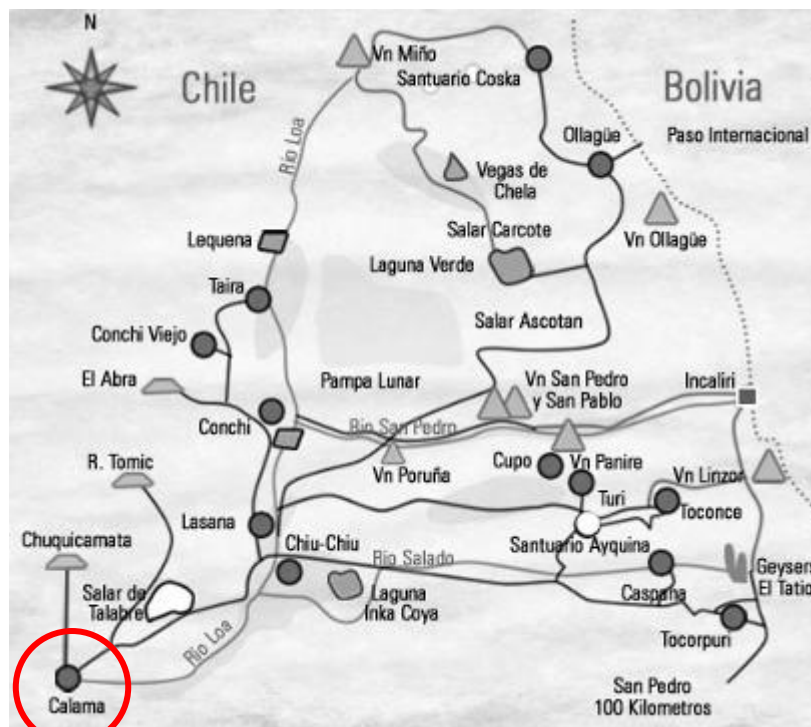 N
Chile
Bolivia
Vn Miño
Santuario Coska
Ollagüe
Paso Internacional
Río Loa
Vegas de
Chela
Salar Carcote
Vn Ollagüe
Lequena
Laguna Verde
Taira
Salar Ascotan
Conchi Viejo
El Abra
Pampa Lunar
Vn San Pedro
y San Pablo
Incaliri
Conchi
Río San Pedro
Vn Poruña
Cupo
Vn Panire
Vn Linzor
R. Tomic
Turi
Toconce
Lasana
Santuario Ayquina
Chuquicamata
Chiu-Chiu
Río Salado
Geysers
El Tatio
Salar de
Talabre
Laguna
Inka Coya
Caspana
Tocorpuri
Río Loa
Calama
San Pedro
100 Kilometros